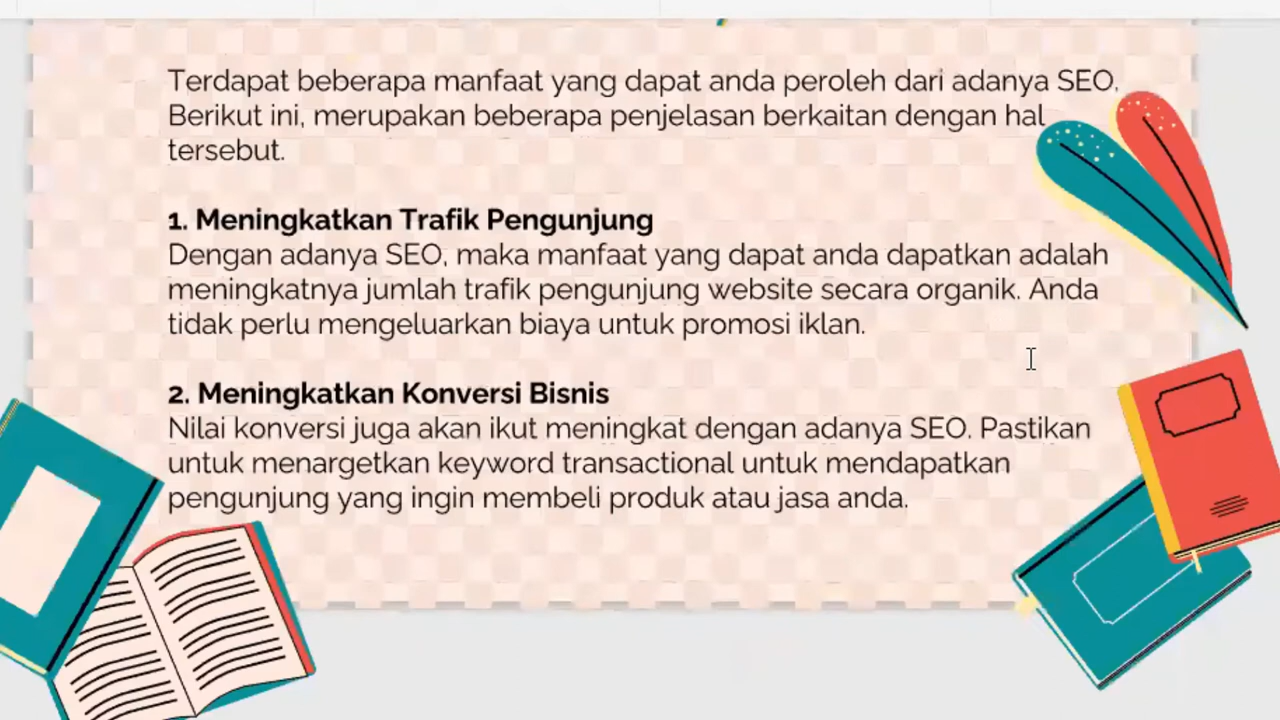 Terdapat beberapa manfaat yang dapat anda peroleh dari adanya SEO,
Berikut ini, merupakan beberapa penjelasan berkaitan dengan hal
tersebut.
1. Meningkatkan Trafik Pengunjung
Dengan adanya SEO, maka manfaat yang dapat anda dapatkan adalah
meningkatnya jumlah trafik pengunjung website secara organik. Anda
tidak perlu mengeluarkan biaya untuk promosi iklan.
2. Meningkatkan Konversi Bisnis
Nilai konversi juga akan ikut meningkat dengan adanya SEO. Pastikan
untuk menargetkan keyword transactional untuk mendapatkan
pengunjung yang ingin membeli produk atau jasa anda.